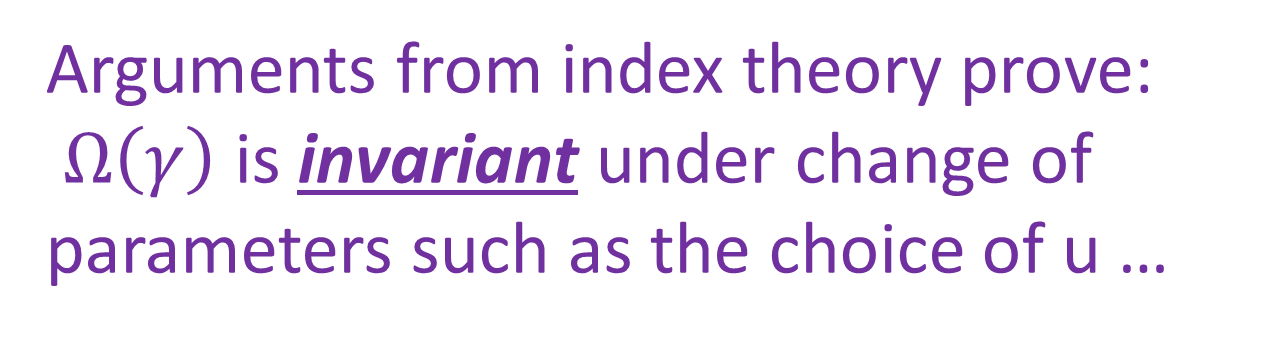 Arguments from index theory prove:
Ω(γ) is invariant under change of
parameters such as the choice of u ...